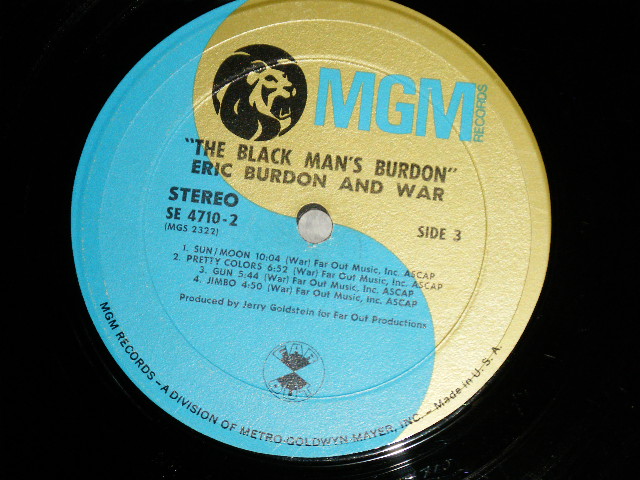 MGM
RECORDS
"THE BLACK MAN'S BURDON"
ERIC BURDON AND WAR
STEREO
SE 4710-2
(MGS 2322)
SIDE 3
1. SUN/MOON 10:04 (War) Far Out Music, Inc. ASCAP
2. PRETTY COLORS 6:52 (War) Far Out Music, Inc. ASCAP
3. GUN 5:44 (War) Far Out Music, Inc. ASCAP
4. JIMBO 4:50 (War) Far Out Music, Inc. ASCAP
Produced by Jerry Goldstein for Far Out Productions
MGM RECORDS – A DIVISION OF METRO-GOLDWYN MAYER, INC. – Made in U. S. A.